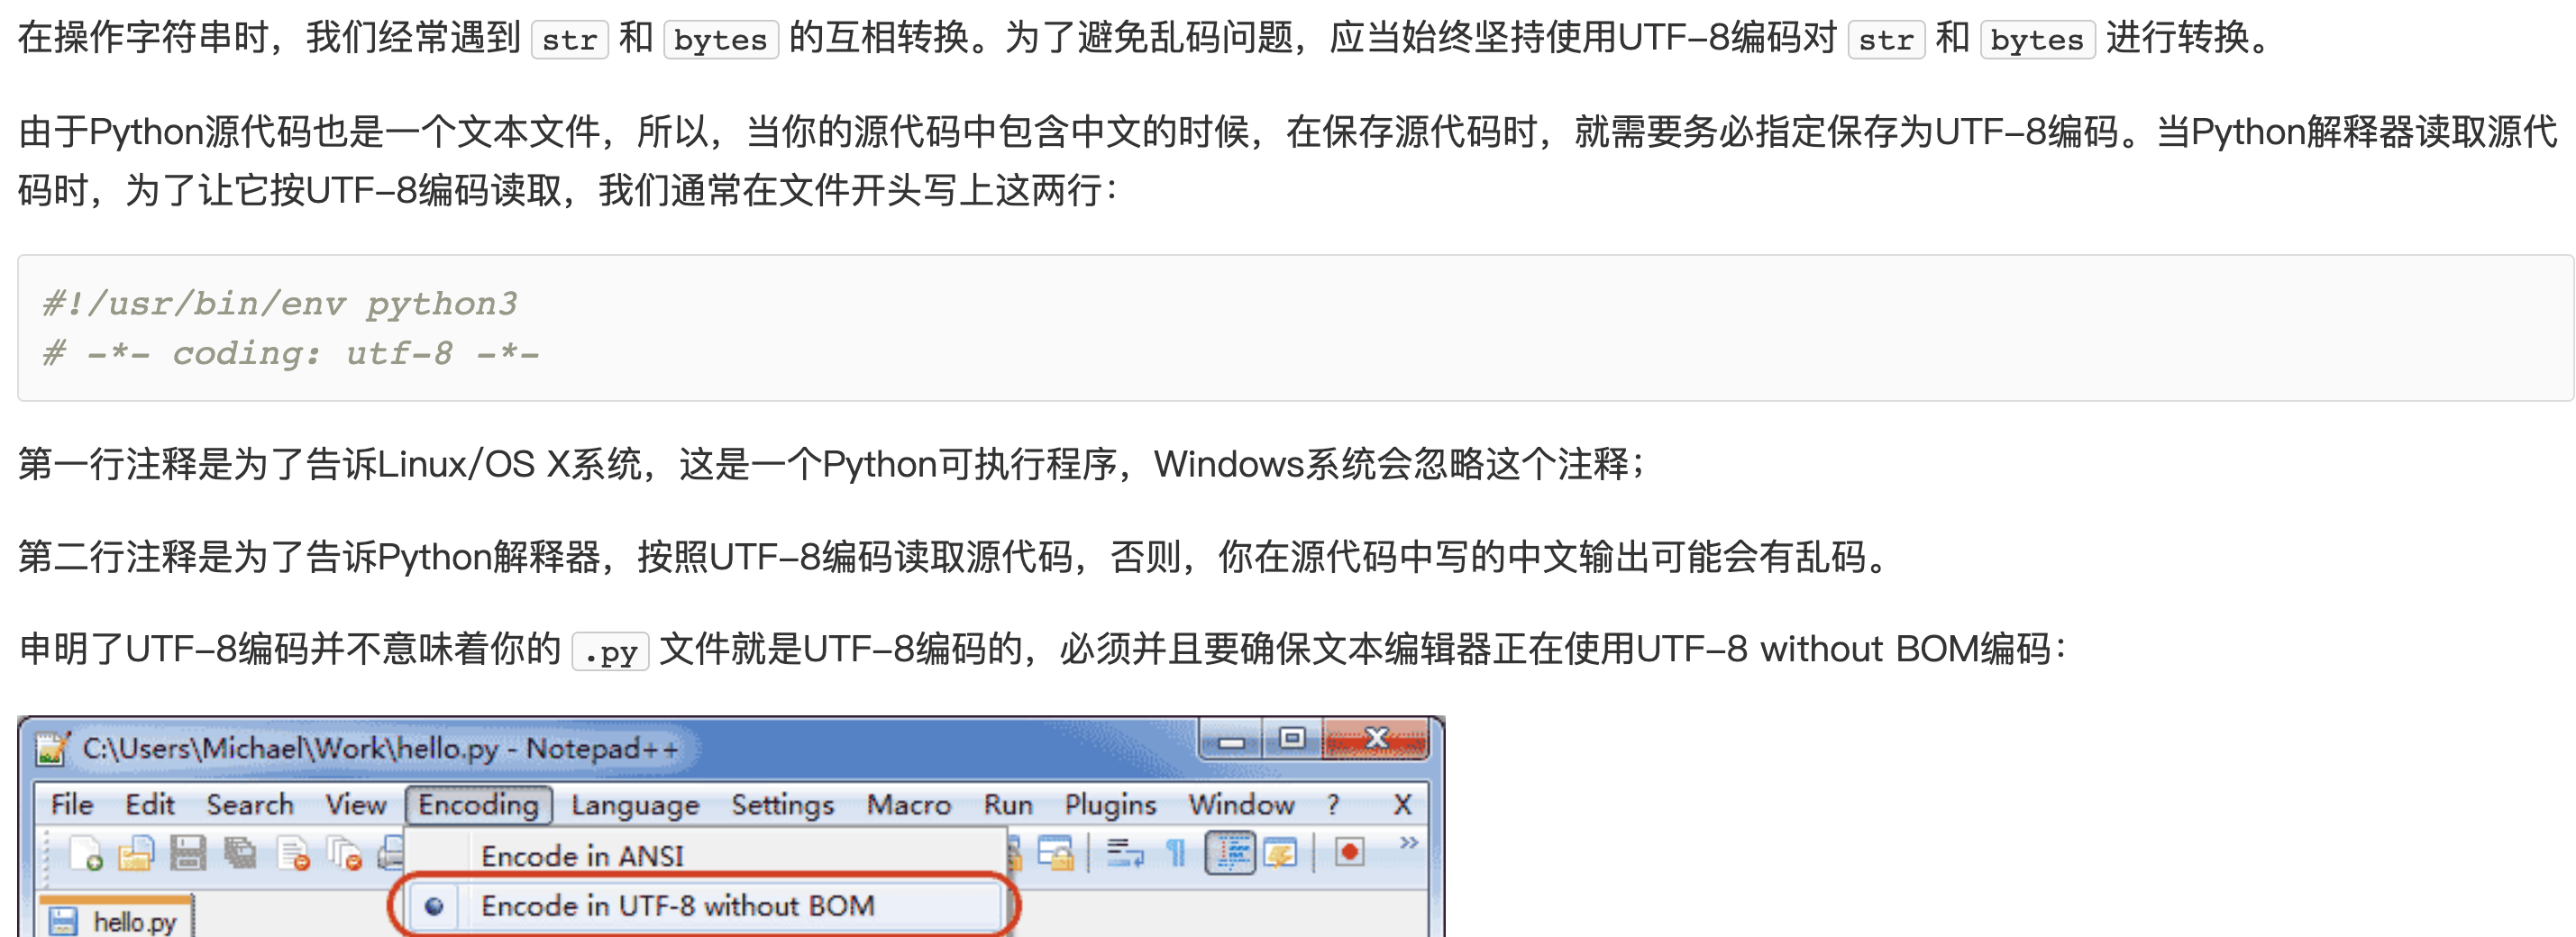 在操作字符串时，我们经常遇到 str 和 bytes 的互相转换。为了避免乱码问题，应当始终坚持使用UTF-8编码对 str 和 bytes 进行转换。
由于Python源代码也是一个文本文件，所以，当你的源代码中包含中文的时候，在保存源代码时，就需要务必指定保存为UTF-8编码。当Python解释器读取源代
码时，为了让它按UTF-8编码读取，我们通常在文件开头写上这两行：
#!/usr/bin/env python3
# -*- coding: utf-8 -*-
第一行注释是为了告诉Linux/OS X系统，这是一个Python可执行程序，Windows系统会忽略这个注释；
第二行注释是为了告诉Python解释器，按照UTF-8编码读取源代码，否则，你在源代码中写的中文输出可能会有乱码。
申明了UTF-8编码并不意味着你的 .py 文件就是UTF-8编码的，必须并且要确保文本编辑器正在使用UTF-8 without BOM编码：
C:\Users\Michael\Work\hello.py - Notepad++
File Edit Search View Encoding Language Settings Macro Run Plugins Window ? X
Encode in ANSI
Encode in UTF-8 without BOM
hello.py